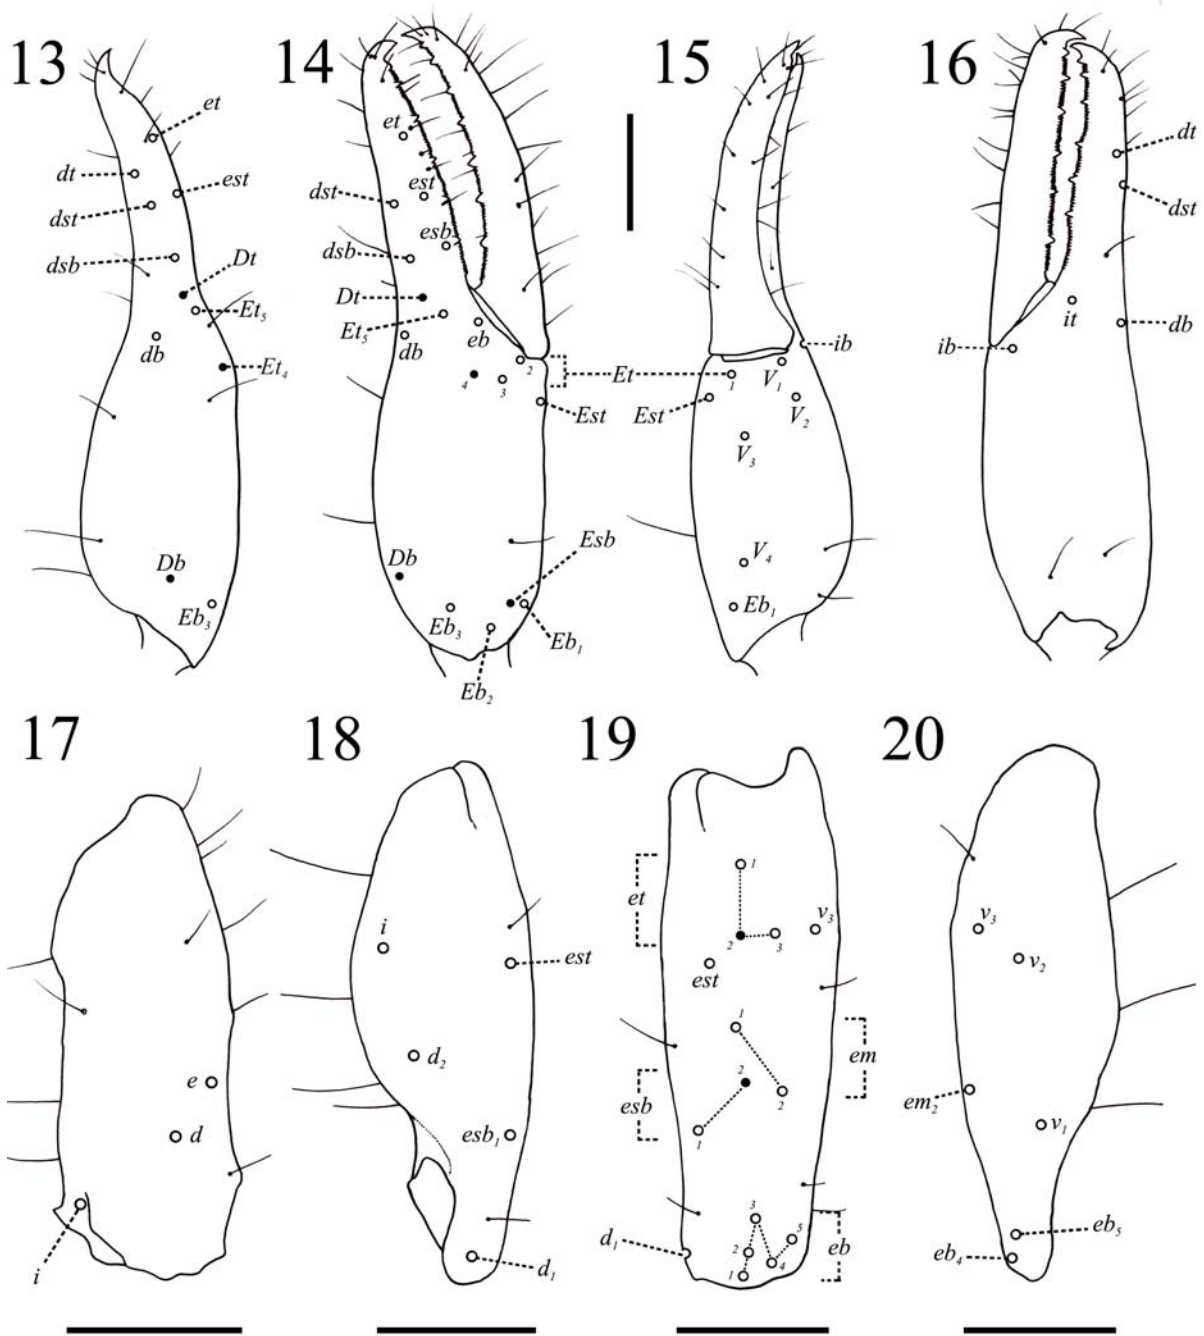 13
et
dt
est
dst
dsb
Dt
Et5
db
Et4
Db
Eb3
14
et
dst
est
dsb
esb
Dt
Et5
db
eb
2
4
3
Et
Est
Db
Esb
Eb3
Eb1
Eb2
15
ib
1
V1
Est
V2
V3
V4
Eb1
16
dt
dst
it
db
ib
17
e
d
i
18
i
est
d2
esb1
d1
19
1
et
2
3
v3
est
1
em
2
esb
2
1
3
5
d1
2
eb
4
1
20
v3
v2
em2
v1
eb5
eb4